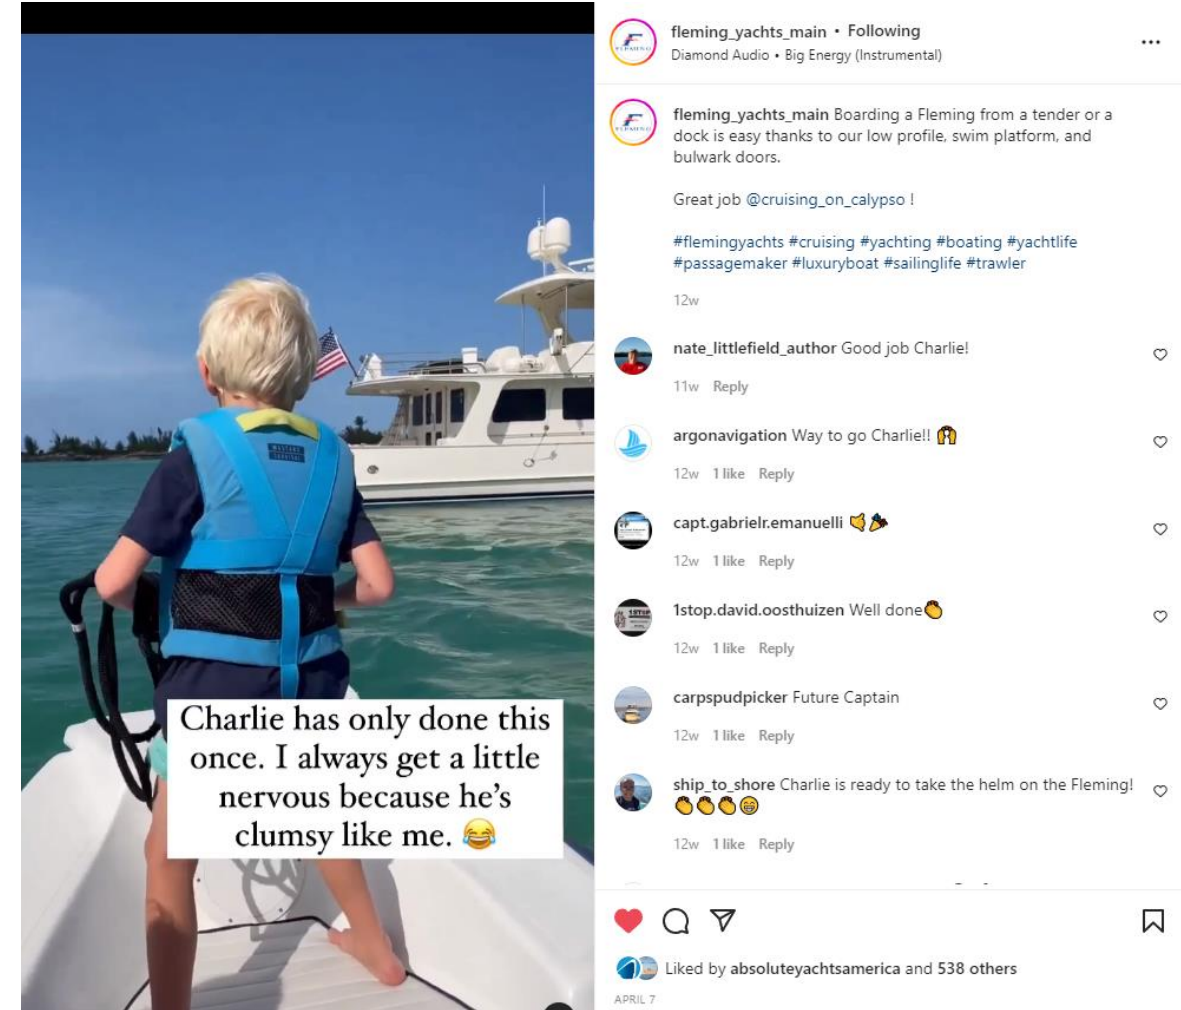 fleming_yachts_main • Following
Diamond Audio • Big Energy (Instrumental)
fleming_yachts_main Boarding a Fleming from a tender or a
dock is easy thanks to our low profile, swim platform, and
bulwark doors.
Great job @cruising_on_calypso !
#flemingyachts #cruising #yachting #boating #yachtlife
#passagemaker #luxuryboat #sailinglife #trawler
12w
nate_littlefield_author Good job Charlie!
11w Reply
argonavigation Way to go Charlie!! 🙌
12w 1 like Reply
capt.gabrielr.emanuelli 🤙🎉
12w 1 like Reply
1stop.david.oosthuizen Well done👏
12w 1 like Reply
carpspudpicker Future Captain
12w 1 like Reply
ship_to_shore Charlie is ready to take the helm on the Fleming!
👏👏👏😁
12w 1 like Reply
Liked by absoluteyachtsamerica and 538 others
APRIL 7
MUSTANG
SURVIVAL
Charlie has only done this
once. I always get a little
nervous because he's
clumsy like me. 😂